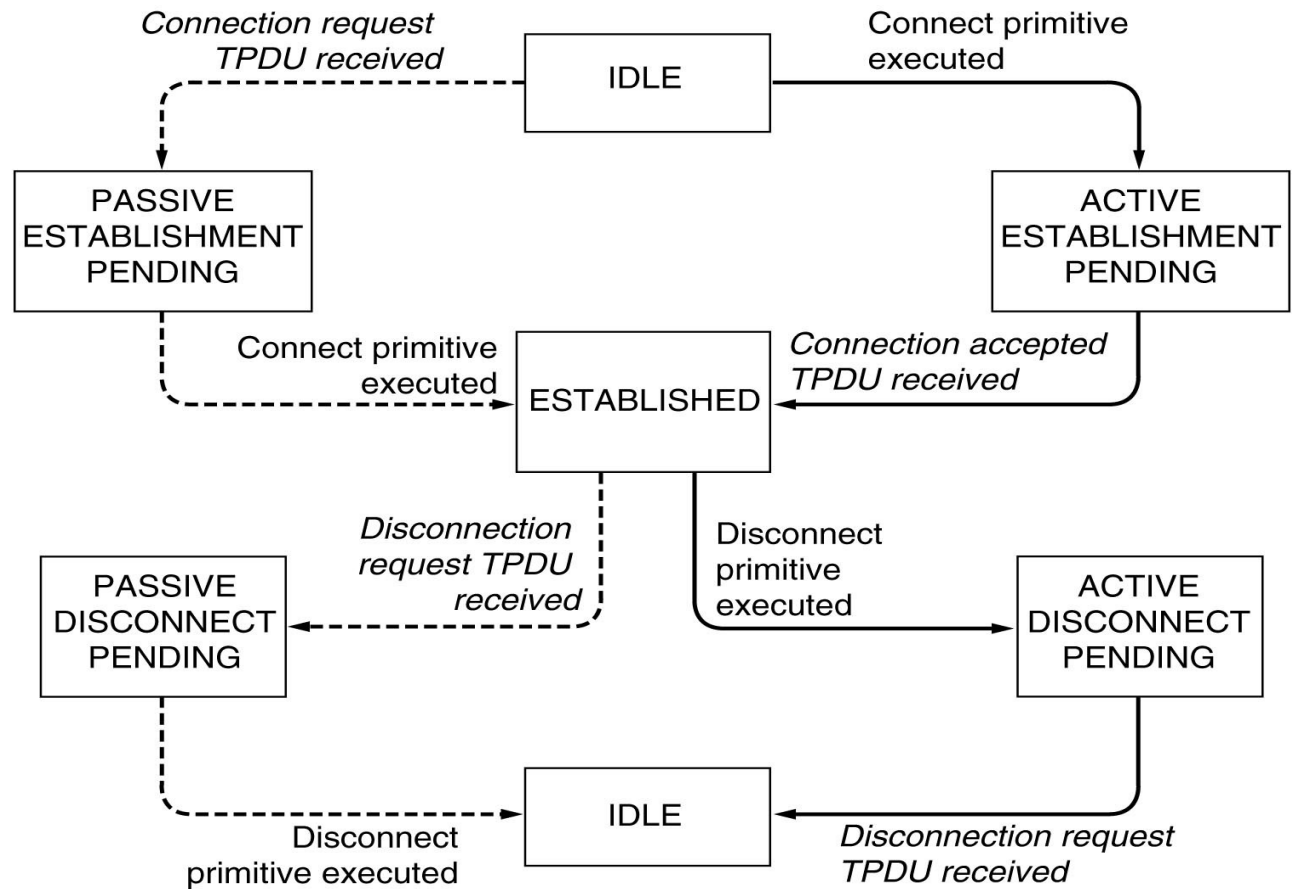 Connection request
TPDU received
IDLE
Connect primitive
executed
PASSIVE
ESTABLISHMENT
PENDING
ACTIVE
ESTABLISHMENT
PENDING
Connect primitive
executed
ESTABLISHED
Connection accepted
TPDU received
Disconnection
request TPDU
received
Disconnect
primitive
executed
PASSIVE
DISCONNECT
PENDING
ACTIVE
DISCONNECT
PENDING
IDLE
Disconnect
primitive executed
Disconnection request
TPDU received